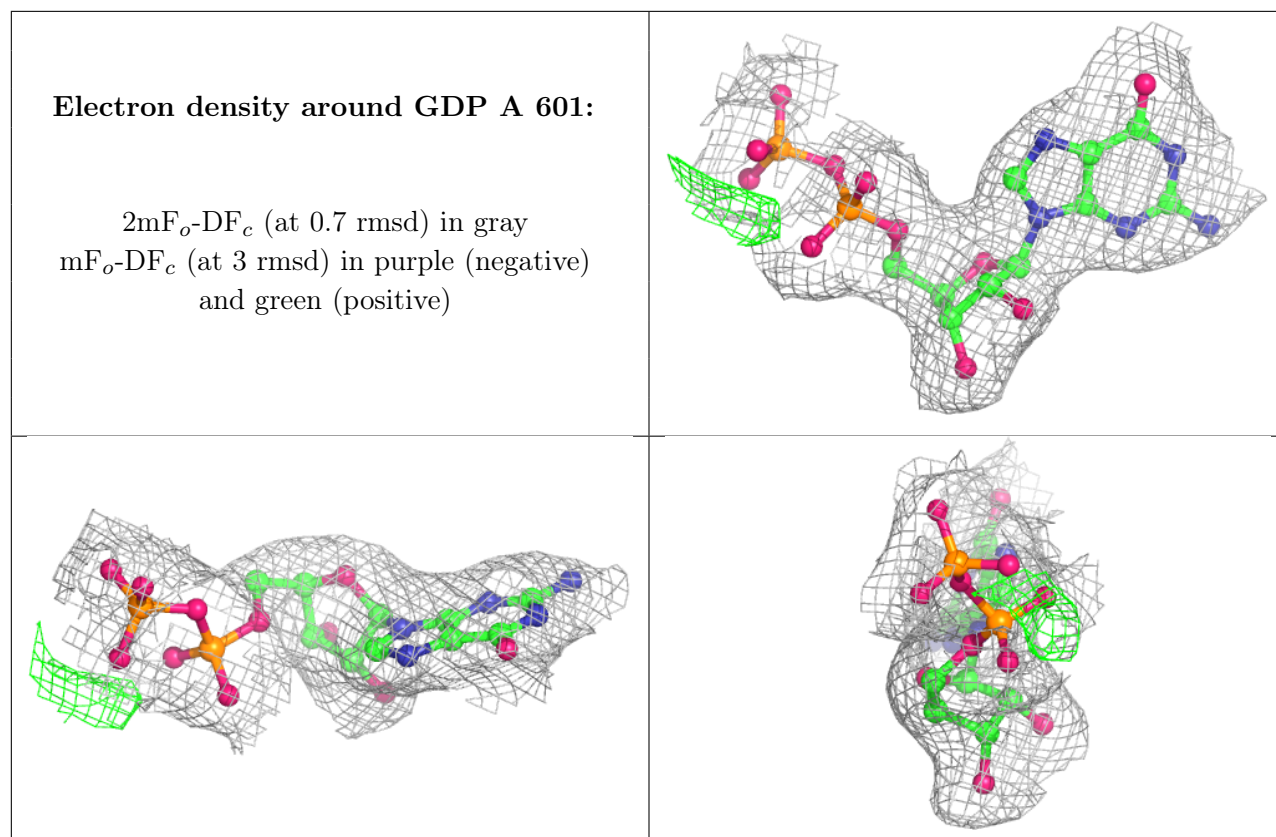 Electron density around GDP A 601:
2mFo-DFc (at 0.7 rmsd) in gray
mFo-DFc (at 3 rmsd) in purple (negative)
and green (positive)